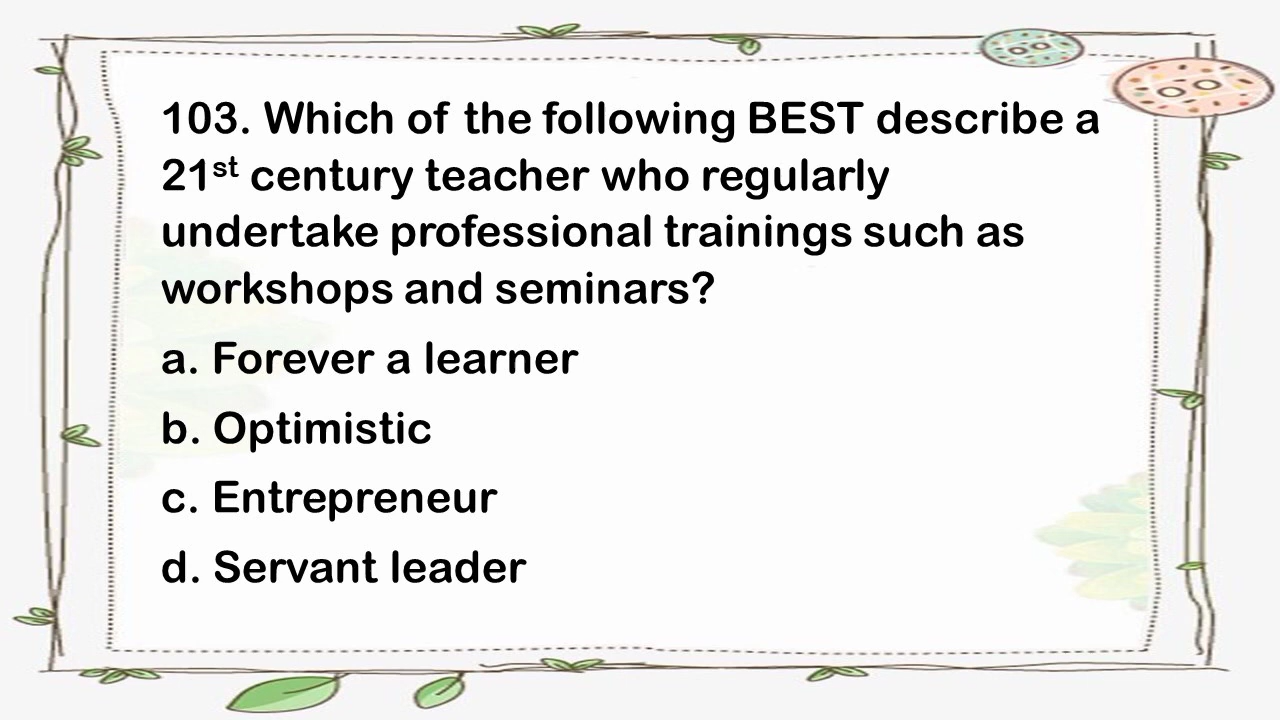 103. Which of the following BEST describe a
21st century teacher who regularly
undertake professional trainings such as
workshops and seminars?
a. Forever a learner
b. Optimistic
c. Entrepreneur
d. Servant leader